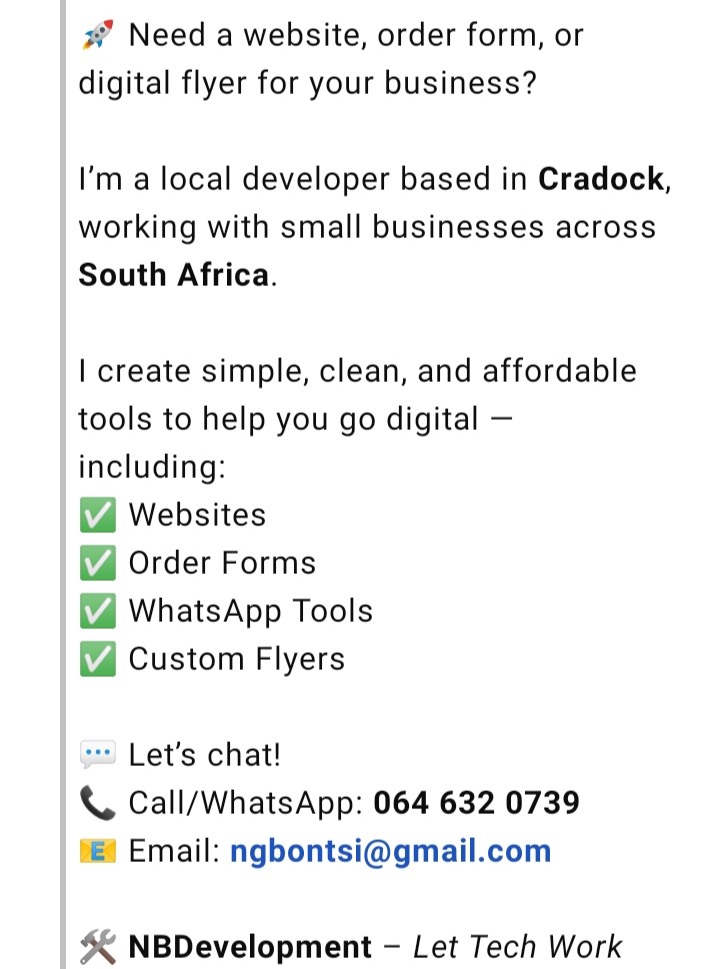 🚀 Need a website, order form, or
digital flyer for your business?
I’m a local developer based in Cradock,
working with small businesses across
South Africa.
I create simple, clean, and affordable
tools to help you go digital —
including:
✅ Websites
✅ Order Forms
✅ WhatsApp Tools
✅ Custom Flyers
💬 Let’s chat!
📞 Call/WhatsApp: 064 632 0739
📧 Email: ngbontsi@gmail.com
🛠️ NBDevelopment – Let Tech Work